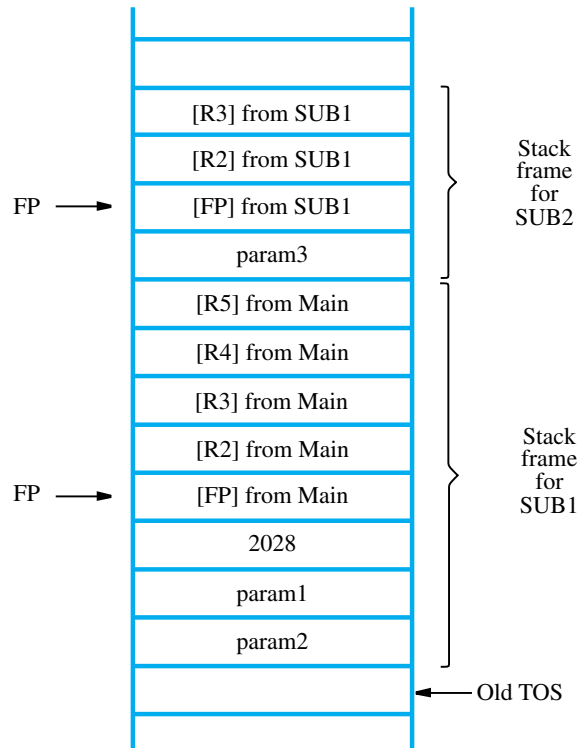 [R3] from SUB1
[R2] from SUB1
Stack
frame
for
SUB2
FP
[FP] from SUB1
param3
[R5] from Main
[R4] from Main
[R3] from Main
[R2] from Main
Stack
frame
for
SUB1
FP
[FP] from Main
2028
param1
param2
Old TOS